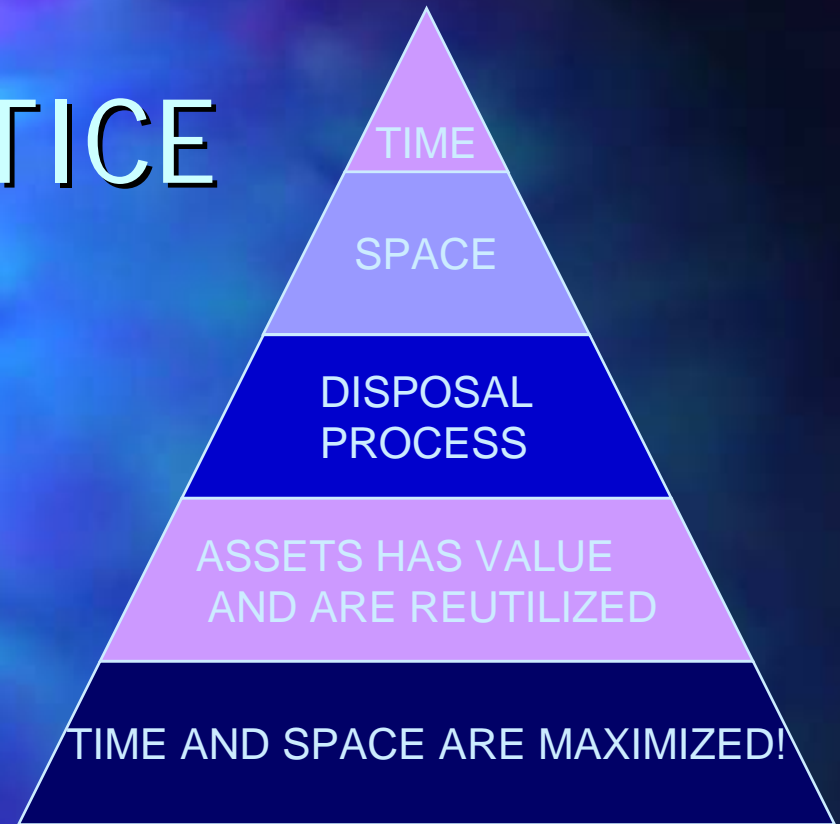 TICE
TIME
SPACE
DISPOSAL
PROCESS
ASSETS HAS VALUE
AND ARE REUTILIZED
TIME AND SPACE ARE MAXIMIZED!